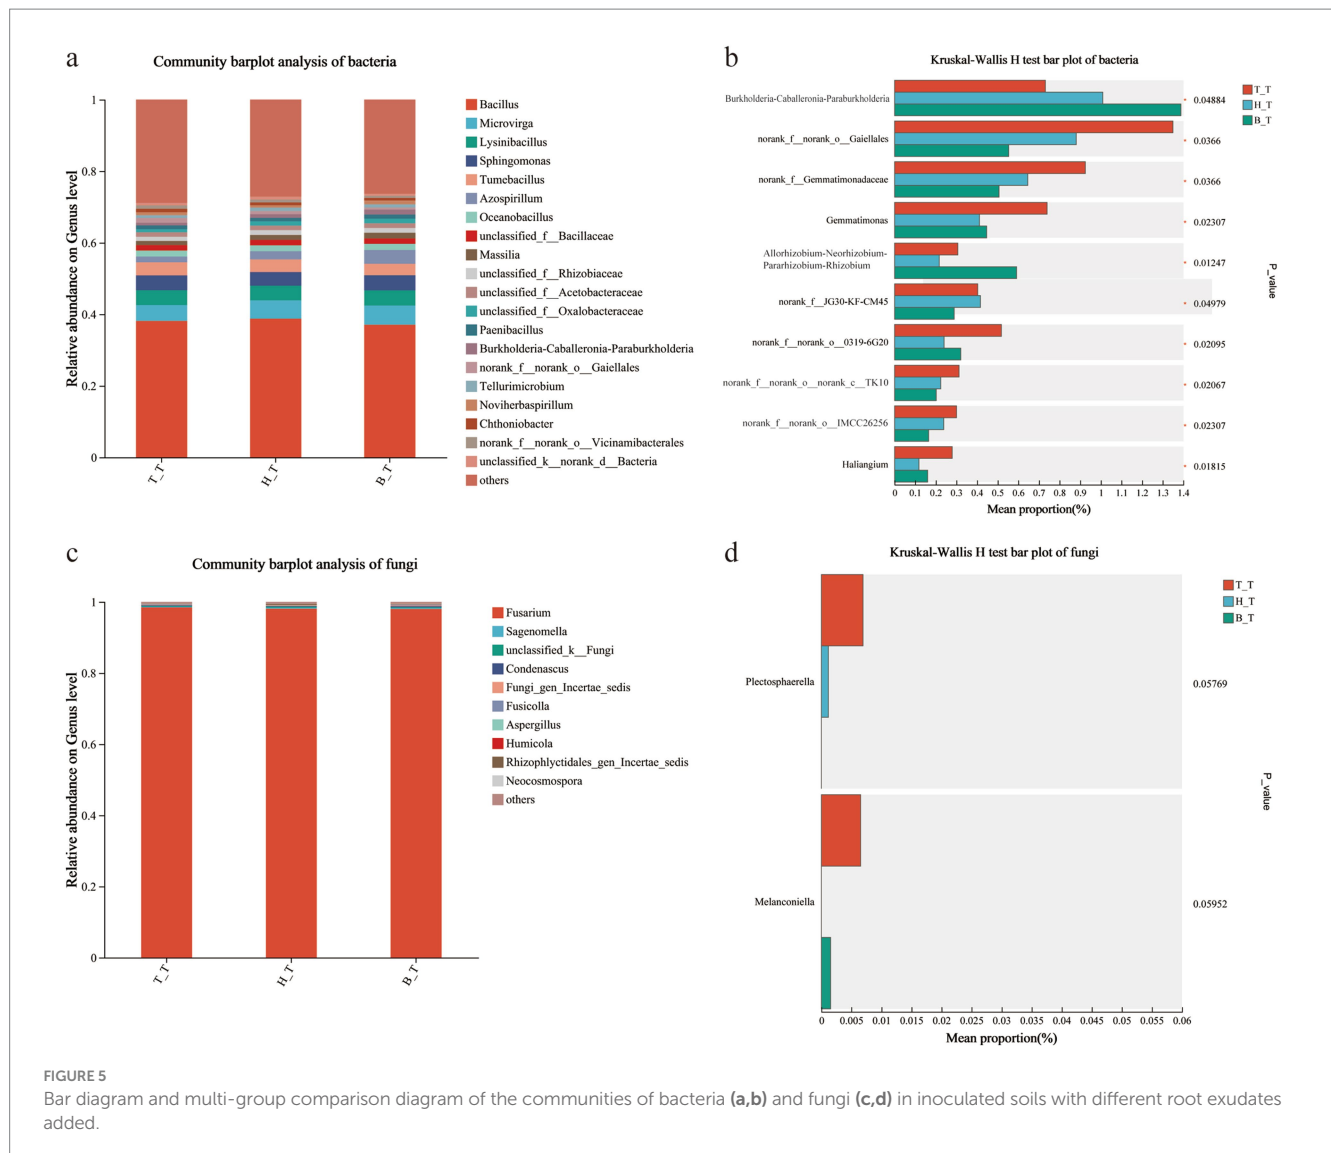 a
Community barplot analysis of bacteria
Relative abundance on Genus level
1
0.8
0.6
0.4
0.2
0
T_T
H_T
B_T
Bacillus
Microvirga
Lysinibacillus
Sphingomonas
Tumebacillus
Azospirillum
Oceanobacillus
unclassified_f__Bacillaceae
Massilia
unclassified_f__Rhizobiaceae
unclassified_f__Acetobacteraceae
unclassified_f__Oxalobacteraceae
Paenibacillus
Burkholderia-Caballeronia-Paraburkholderia
norank_f__norank_o__Gaiellales
Tellurimicrobium
Noviherbaspirillum
Chthoniobacter
norank_f__norank_o__Vicinamibacterales
unclassified_k__norank_d__Bacteria
others
b
Kruskal-Wallis H test bar plot of bacteria
T_T
H_T
B_T
Burkholderia-Caballeronia-Paraburkholderia
0.04884
norank_f__norank_o__Gaiellales
0.0366
norank_f__Gemmatimonadaceae
0.0366
Gemmatimonas
0.02307
Allorhizobium-Neorhizobium-
Pararhizobium-Rhizobium
0.01247
norank_f__JG30-KF-CM45
0.04979
norank_f__norank_o__0319-6G20
0.02095
norank_f__norank_o__norank_c__TK10
0.02067
norank_f__norank_o__IMCC26256
0.02307
Haliangium
0.01815
P_value
0 0.1 0.2 0.3 0.4 0.5 0.6 0.7 0.8 0.9 1 1.1 1.2 1.3 1.4
Mean proportion(%)
c
Community barplot analysis of fungi
Relative abundance on Genus level
1
0.8
0.6
0.4
0.2
0
T_T
H_T
B_T
Fusarium
Sagenomella
unclassified_k__Fungi
Condenascus
Fungi_gen_Incertae_sedis
Fusicolla
Aspergillus
Humicola
Rhizophlyctidales_gen_Incertae_sedis
Neocosmospora
others
d
Kruskal-Wallis H test bar plot of fungi
T_T
H_T
B_T
Plectosphaerella
0.05769
Melanconiella
0.05952
P_value
0 0.005 0.01 0.015 0.02 0.025 0.03 0.035 0.04 0.045 0.05 0.055 0.06
Mean proportion(%)
FIGURE 5
Bar diagram and multi-group comparison diagram of the communities of bacteria (a,b) and fungi (c,d) in inoculated soils with different root exudates
added.